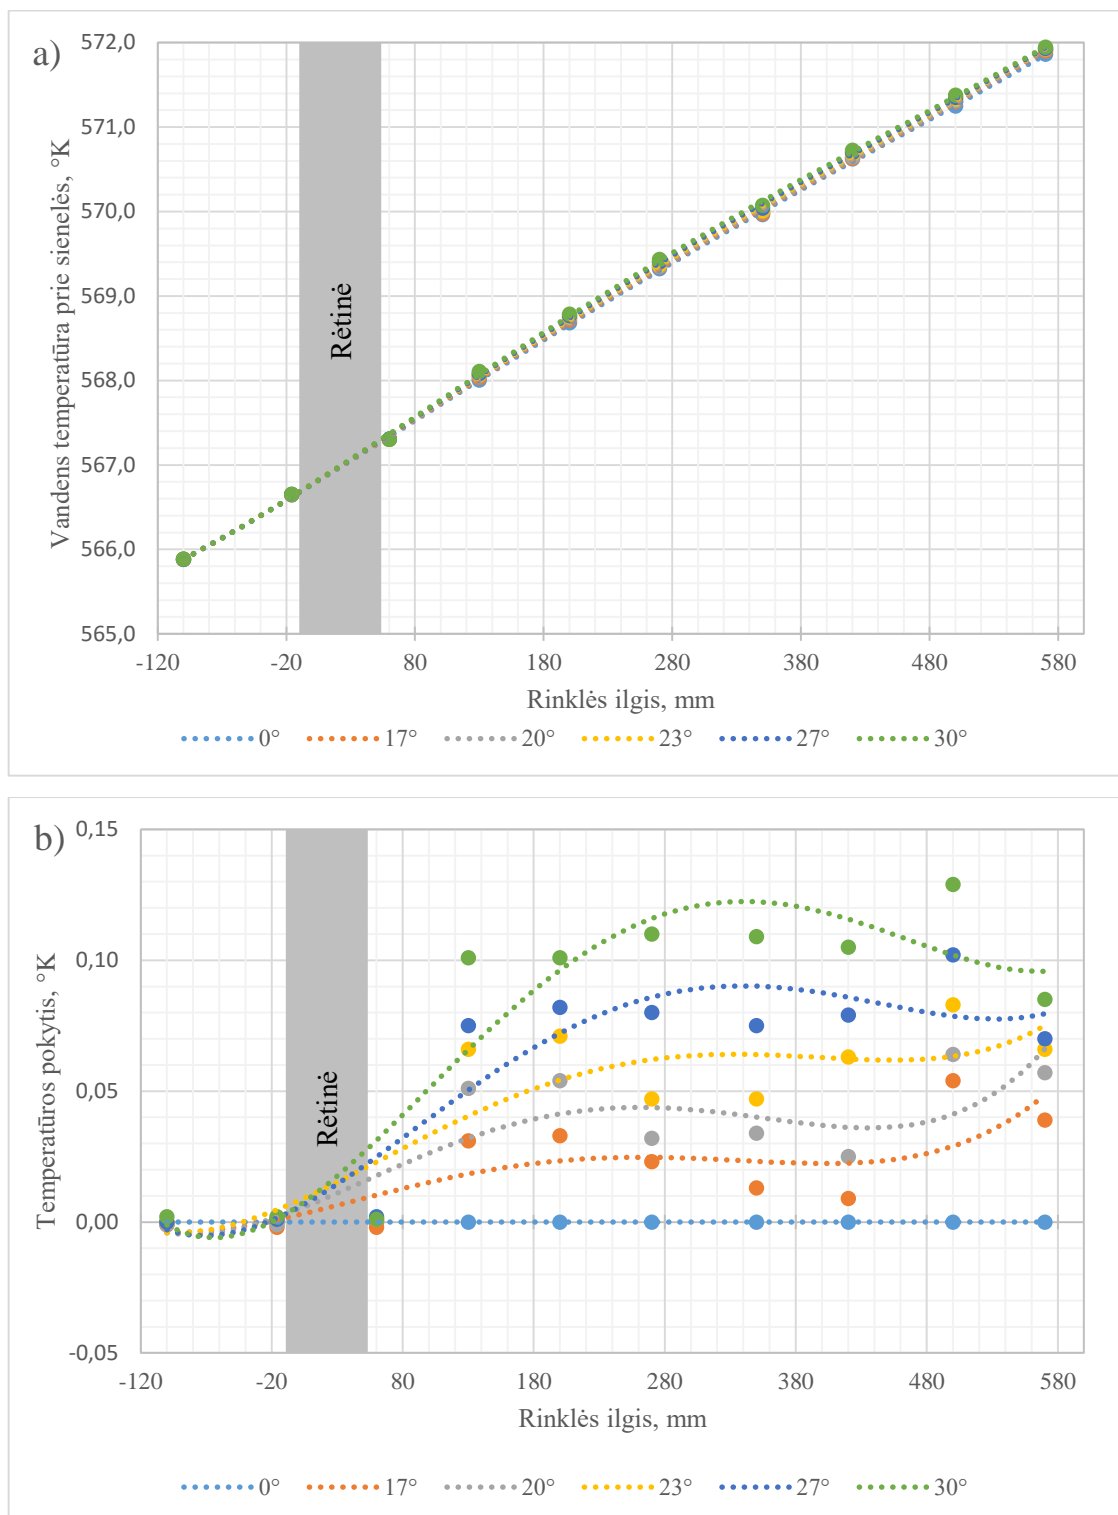 a)
Vandens temperatūra prie sienelės, °K
572,0
571,0
570,0
569,0
568,0
567,0
566,0
565,0
Rėtinė
-120 -20 80 180 280 380 480 580
Rinklės ilgis, mm
0° 17° 20° 23° 27° 30°
b)
Temperatūros pokytis, °K
0,15
0,10
0,05
0,00
-0,05
Rėtinė
-120 -20 80 180 280 380 480 580
Rinklės ilgis, mm
0° 17° 20° 23° 27° 30°